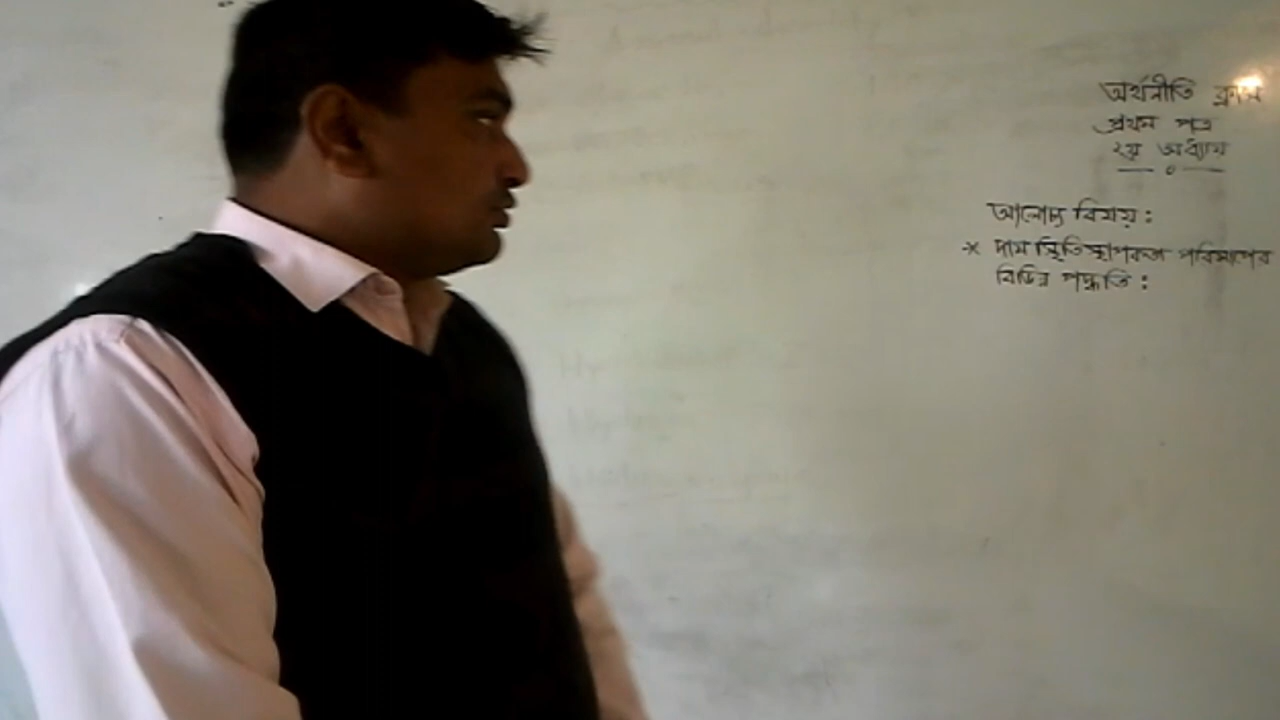 অর্থনীতি ক্লাস
প্রথম পত্র
২য় অধ্যায়
আলোচ্য বিষয় :
* দাম স্থিতিস্থাপকতা পরিমাপের
বিভিন্ন পদ্ধতি :